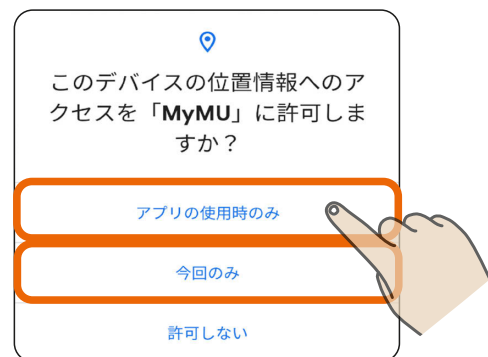 このデバイスの位置情報へのア
クセスを「MyMU」に許可しま
すか？
アプリの使用時のみ
今回のみ
許可しない